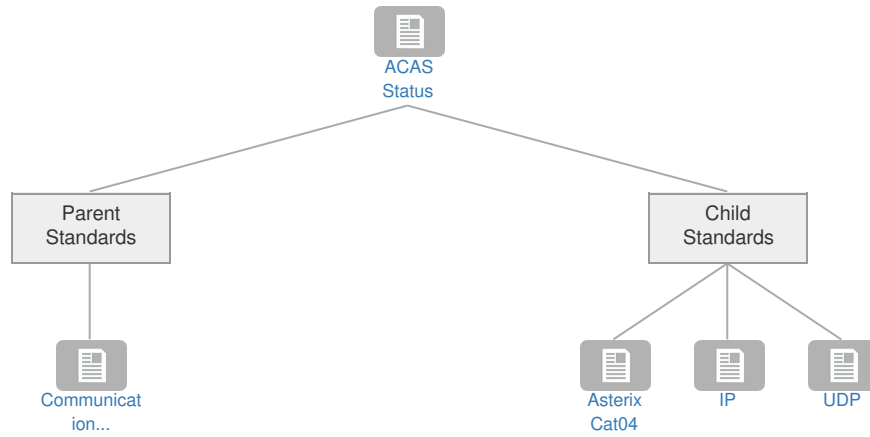 ACAS
Status
Parent
Standards
Child
Standards
Communicat
ion...
Asterix
Cat04
IP
UDP